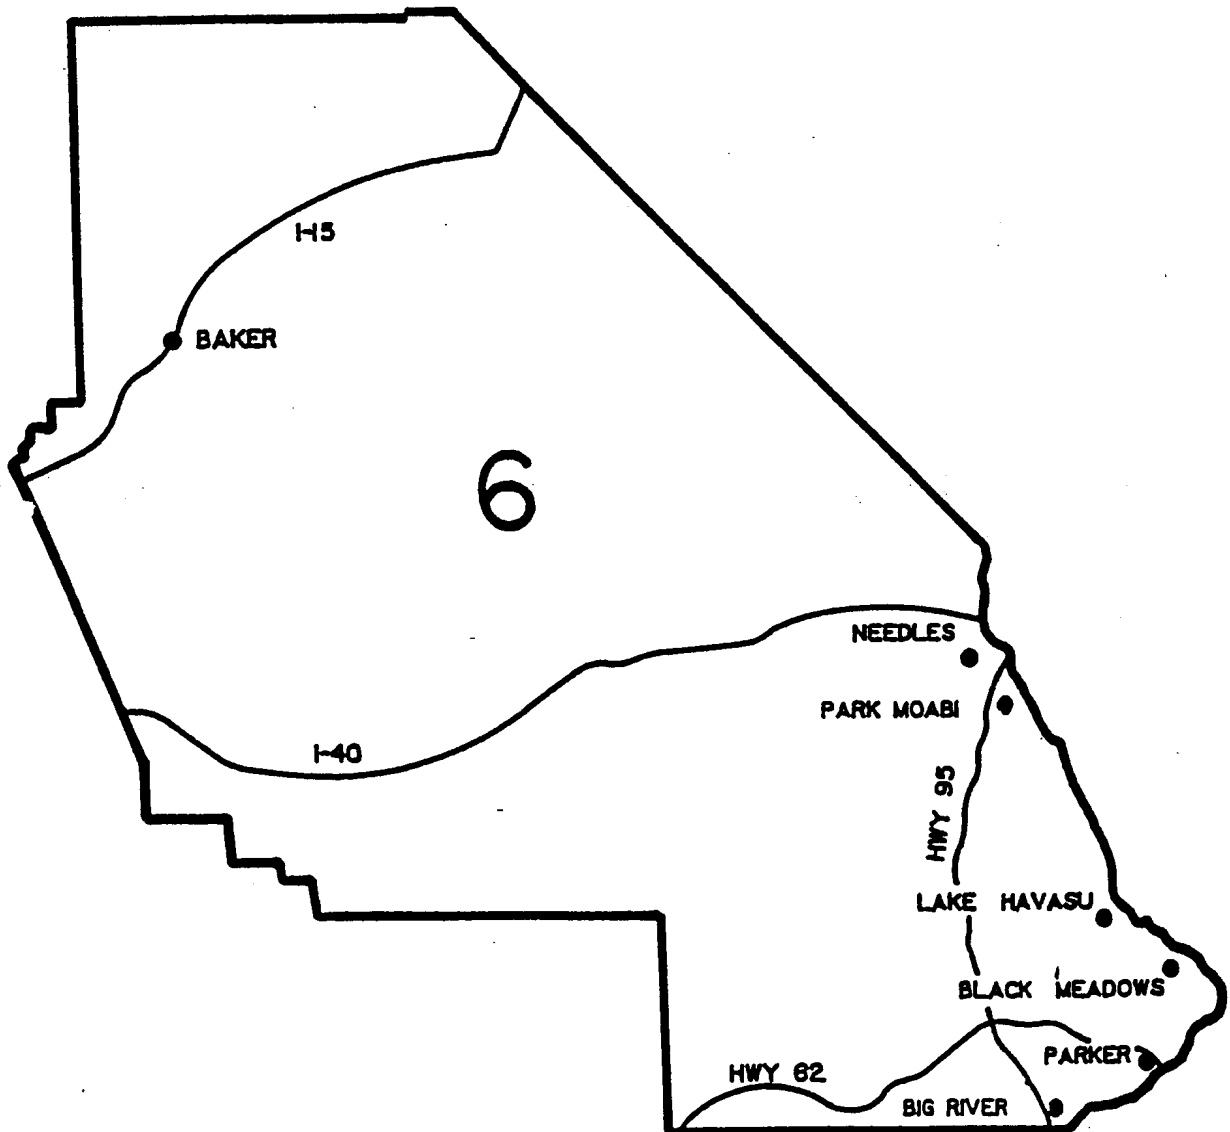 I-15
BAKER
6
NEEDLES
PARK MOABI
I-40
HWY 95
LAKE HAVASU
BLACK MEADOWS
PARKER
HWY 62
BIG RIVER